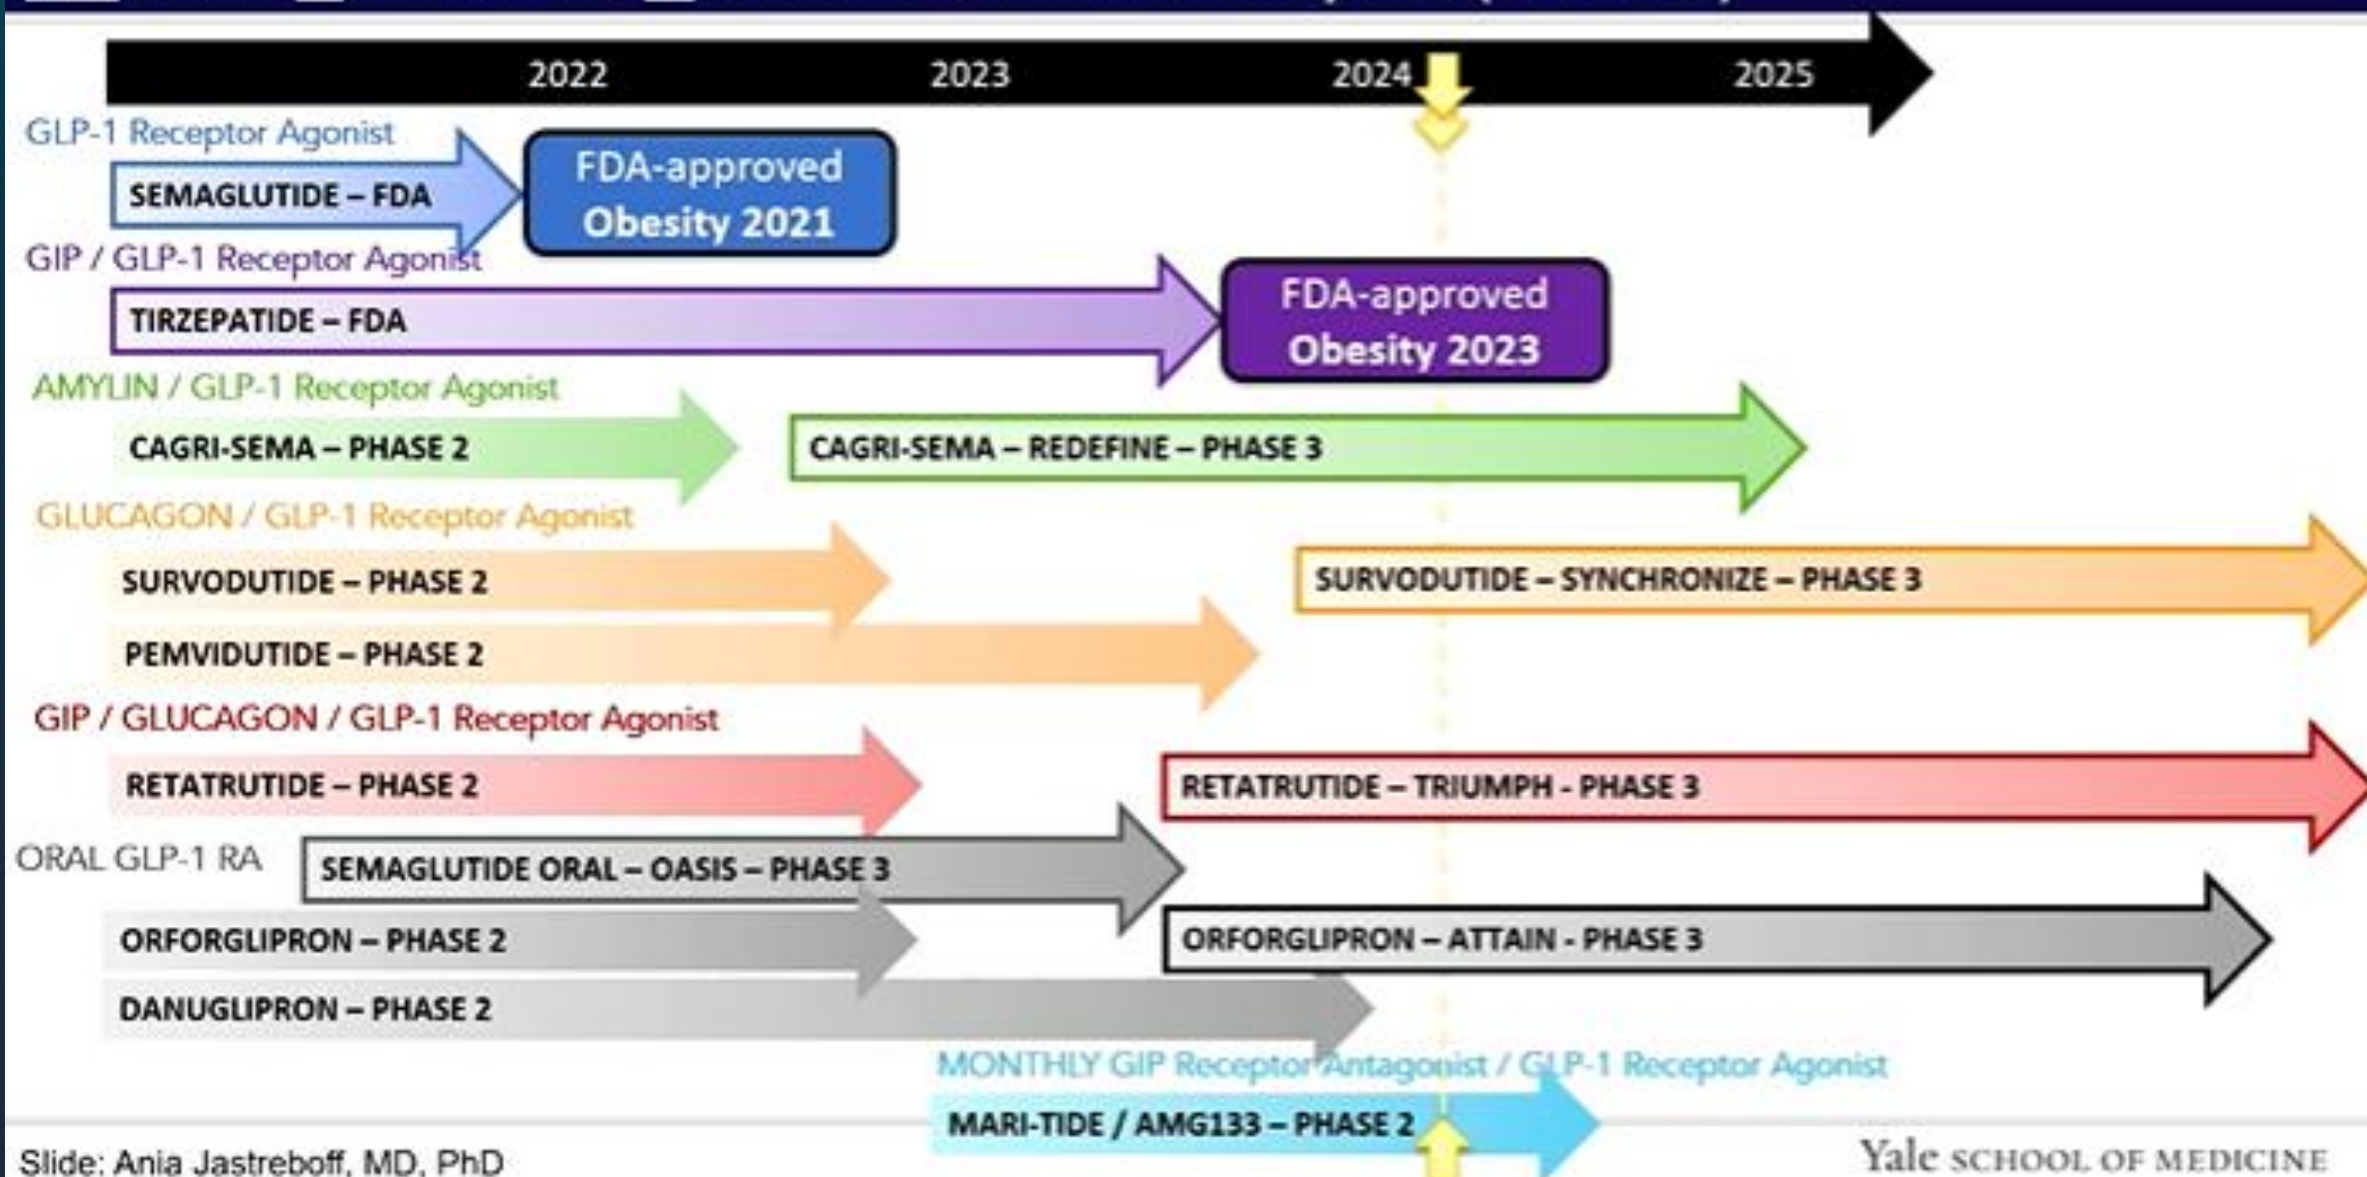 2022 2023 2024 2025
GLP-1 Receptor Agonist
SEMAGLUTIDE – FDA
FDA-approved
Obesity 2021
GIP / GLP-1 Receptor Agonist
TIRZEPATIDE – FDA
FDA-approved
Obesity 2023
AMYLIN / GLP-1 Receptor Agonist
CAGRI-SEMA – PHASE 2
CAGRI-SEMA – REDEFINE – PHASE 3
GLUCAGON / GLP-1 Receptor Agonist
SURVODUTIDE – PHASE 2
SURVODUTIDE – SYNCHRONIZE – PHASE 3
PEMVIDUTIDE – PHASE 2
GIP / GLUCAGON / GLP-1 Receptor Agonist
RETATRUTIDE – PHASE 2
RETATRUTIDE – TRIUMPH - PHASE 3
ORAL GLP-1 RA
SEMAGLUTIDE ORAL – OASIS – PHASE 3
ORFORGLIPRON – PHASE 2
ORFORGLIPRON – ATTAIN - PHASE 3
DANUGLIPRON – PHASE 2
MONTHLY GIP Receptor Antagonist / GLP-1 Receptor Agonist
MARI-TIDE / AMG133 – PHASE 2
Slide: Ania Jastreboff, MD, PhD
Yale SCHOOL OF MEDICINE